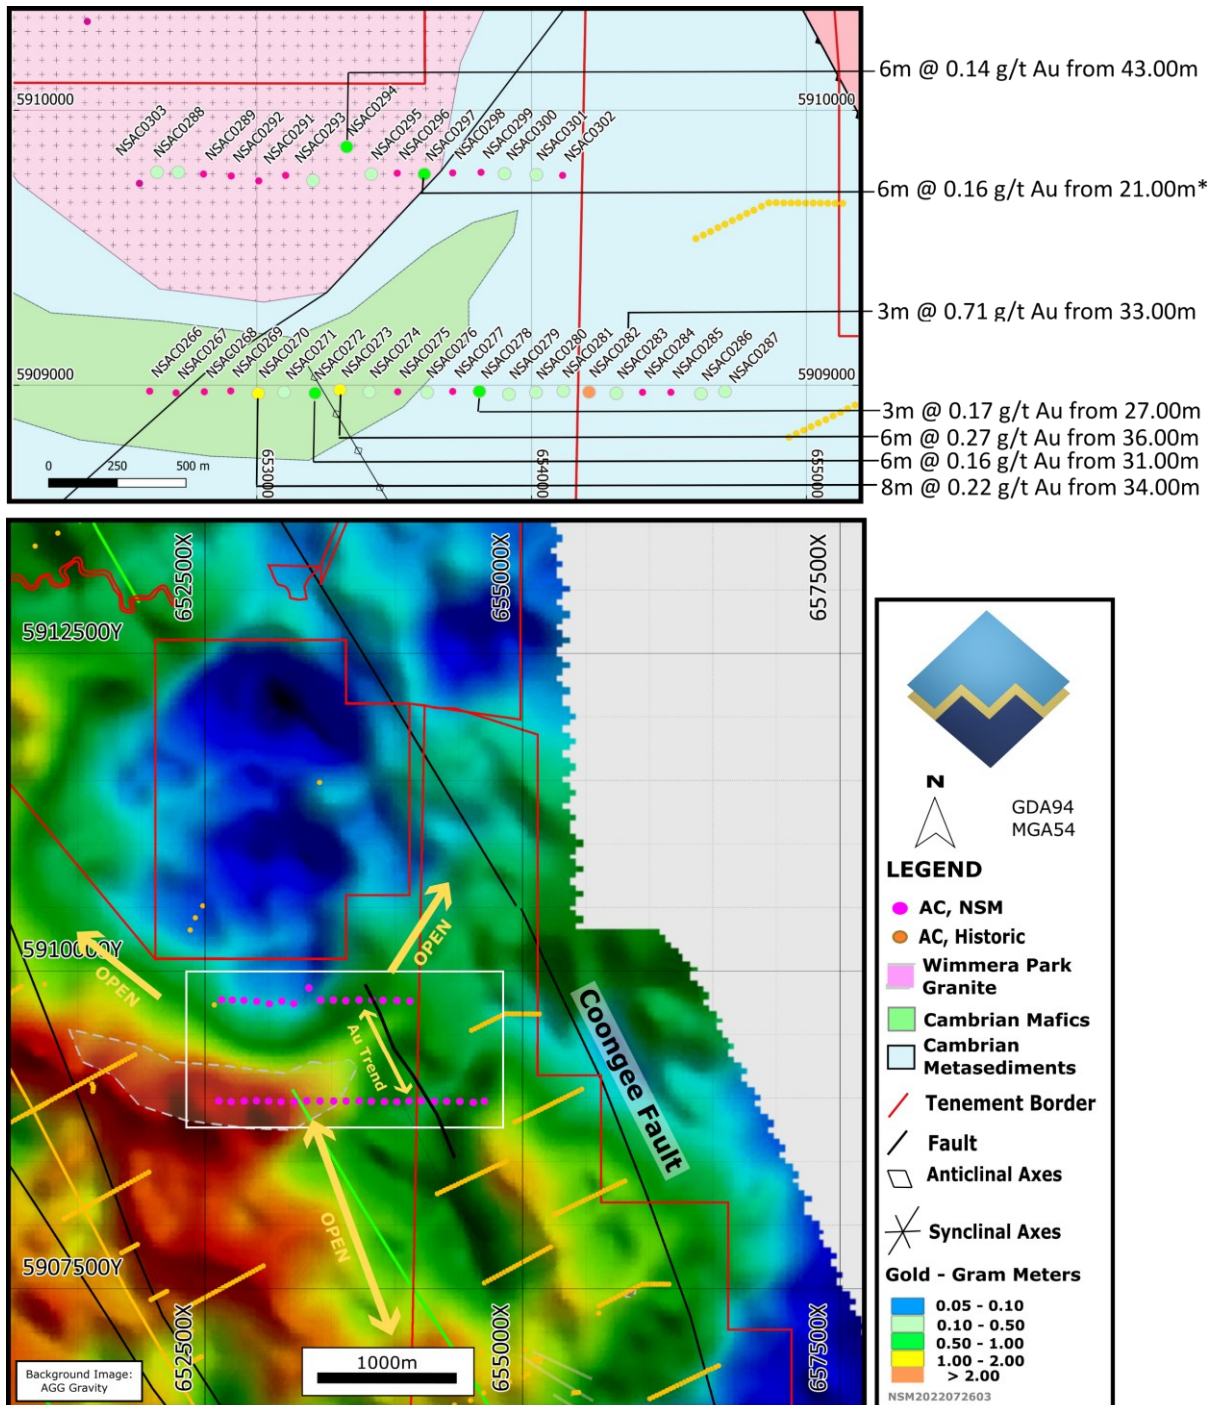 6m @ 0.14 g/t Au from 43.00m
5910000
5910000
NSAC0303
NSAC0288
NSAC0289
NSAC0292
NSAC0291
NSAC0293
NSAC0294
NSAC0295
NSAC0296
NSAC0297
NSAC0298
NSAC0299
NSAC0300
NSAC0301
NSAC0302
6m @ 0.16 g/t Au from 21.00m*
3m @ 0.71 g/t Au from 33.00m
NSAC0266
NSAC0267
NSAC0268
NSAC0269
NSAC0270
NSAC0271
NSAC0272
NSAC0273
NSAC0274
NSAC0275
NSAC0276
NSAC0277
NSAC0278
NSAC0279
NSAC0280
NSAC0281
NSAC0282
NSAC0283
NSAC0284
NSAC0285
NSAC0286
NSAC0287
5909000
5909000
3m @ 0.17 g/t Au from 27.00m
6m @ 0.27 g/t Au from 36.00m
6m @ 0.16 g/t Au from 31.00m
8m @ 0.22 g/t Au from 34.00m
0 250 500 m
653000
654000
655000
652500X
655000X
657500X
5912500Y
5910000Y
OPEN
OPEN
Au Trend
Coongee Fault
OPEN
5907500Y
652500X
655000X
657500X
Background Image:
AGG Gravity
1000m
N
GDA94
MGA54
LEGEND
AC, NSM
AC, Historic
Wimmera Park
Granite
Cambrian Mafics
Cambrian
Metasediments
Tenement Border
Fault
Anticlinal Axes
Synclinal Axes
Gold - Gram Meters
0.05 - 0.10
0.10 - 0.50
0.50 - 1.00
1.00 - 2.00
> 2.00
NSM2022072603